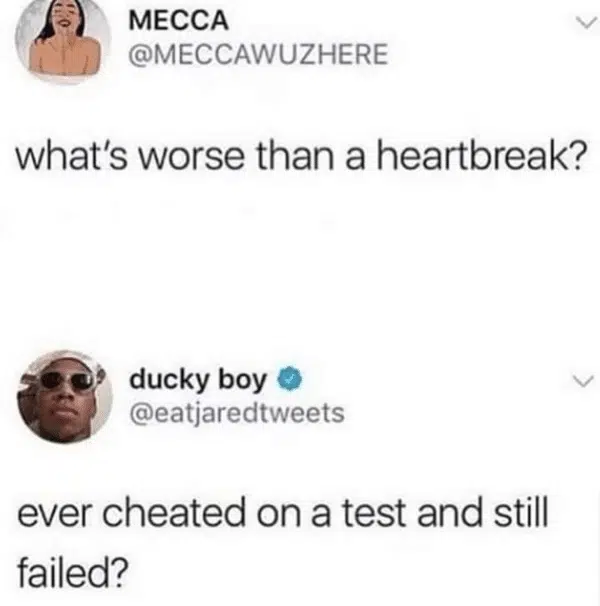 MECCA
@MECCAWUZHERE
what's worse than a heartbreak?
ducky boy
@eatjaredtweets
ever cheated on a test and still
failed?